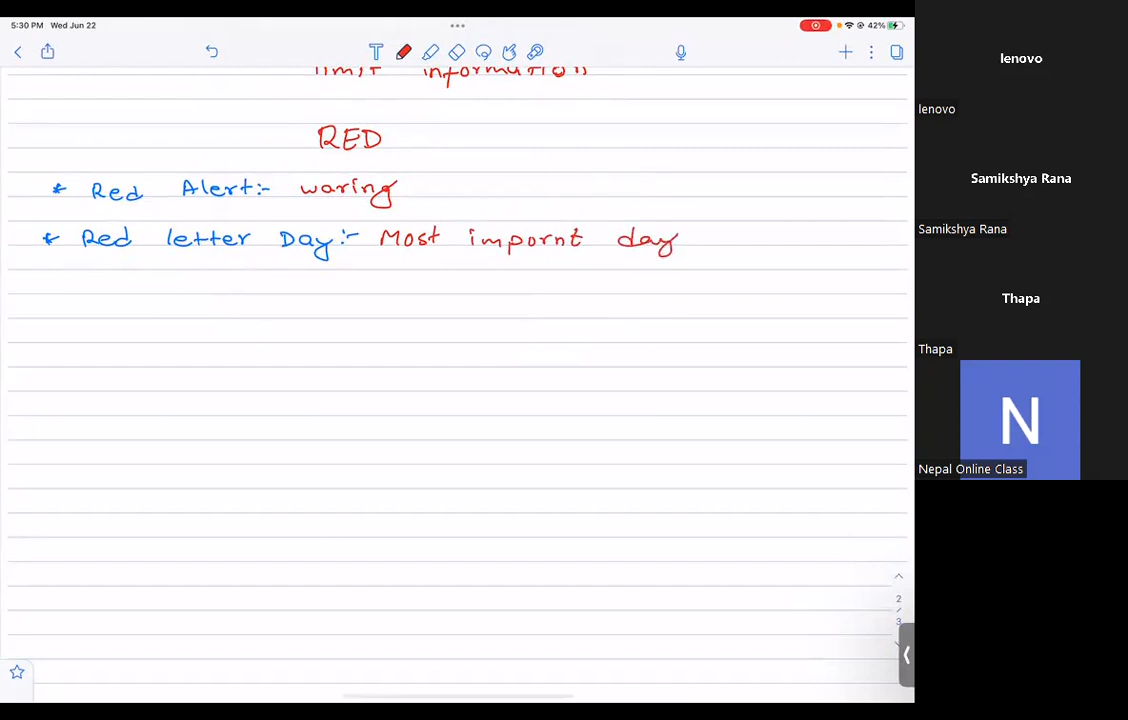 5:30 PM Wed Jun 22
42%
limit information
RED
* Red Alert:- waring
* Red letter Day:- Most impornt day
2
/
3
lenovo
lenovo
Samikshya Rana
Samikshya Rana
Thapa
Thapa
N
Nepal Online Class